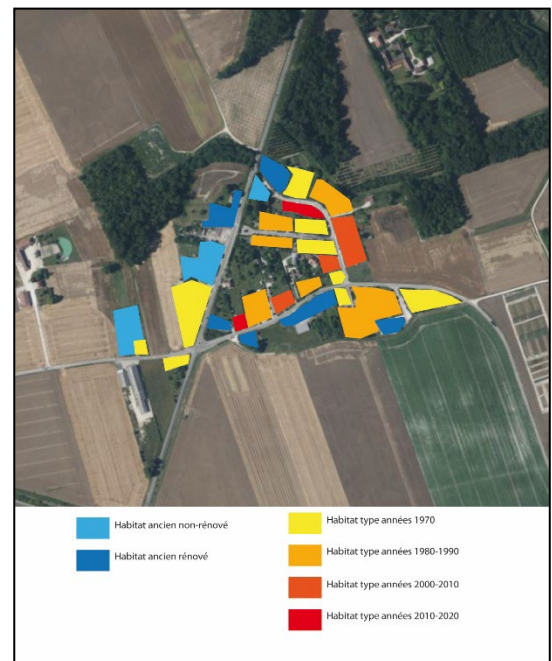 Habitat ancien non-rénové
Habitat ancien rénové
Habitat type années 1970
Habitat type années 1980-1990
Habitat type années 2000-2010
Habitat type années 2010-2020